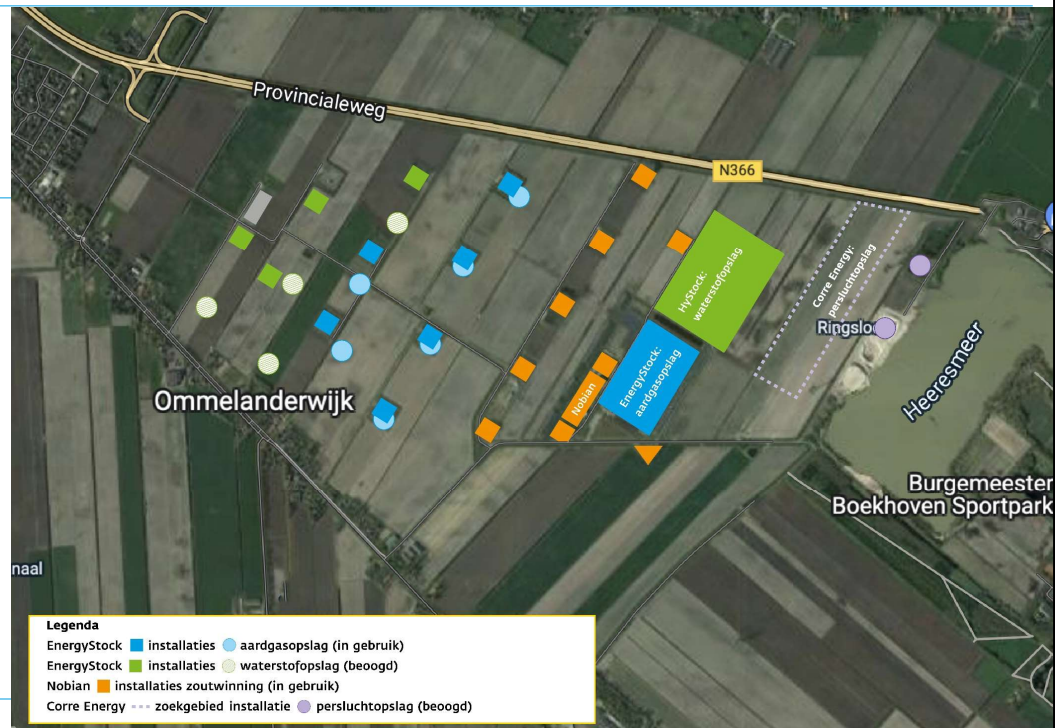 Provincialeweg
N366
HyStock:
waterstofopslag
Corre Energy:
persluchtopslag
Ringslo
EnergyStock:
aardgasopslag
Nobian
Heeresmeer
Ommelanderwijk
Burgemeester
Boekhoven Sportpark
naal
Legenda
EnergyStock installaties aardgasopslag (in gebruik)
EnergyStock installaties waterstofopslag (beoogd)
Nobian installaties zoutwinning (in gebruik)
Corre Energy zoekgebied installatie persluchtopslag (beoogd)